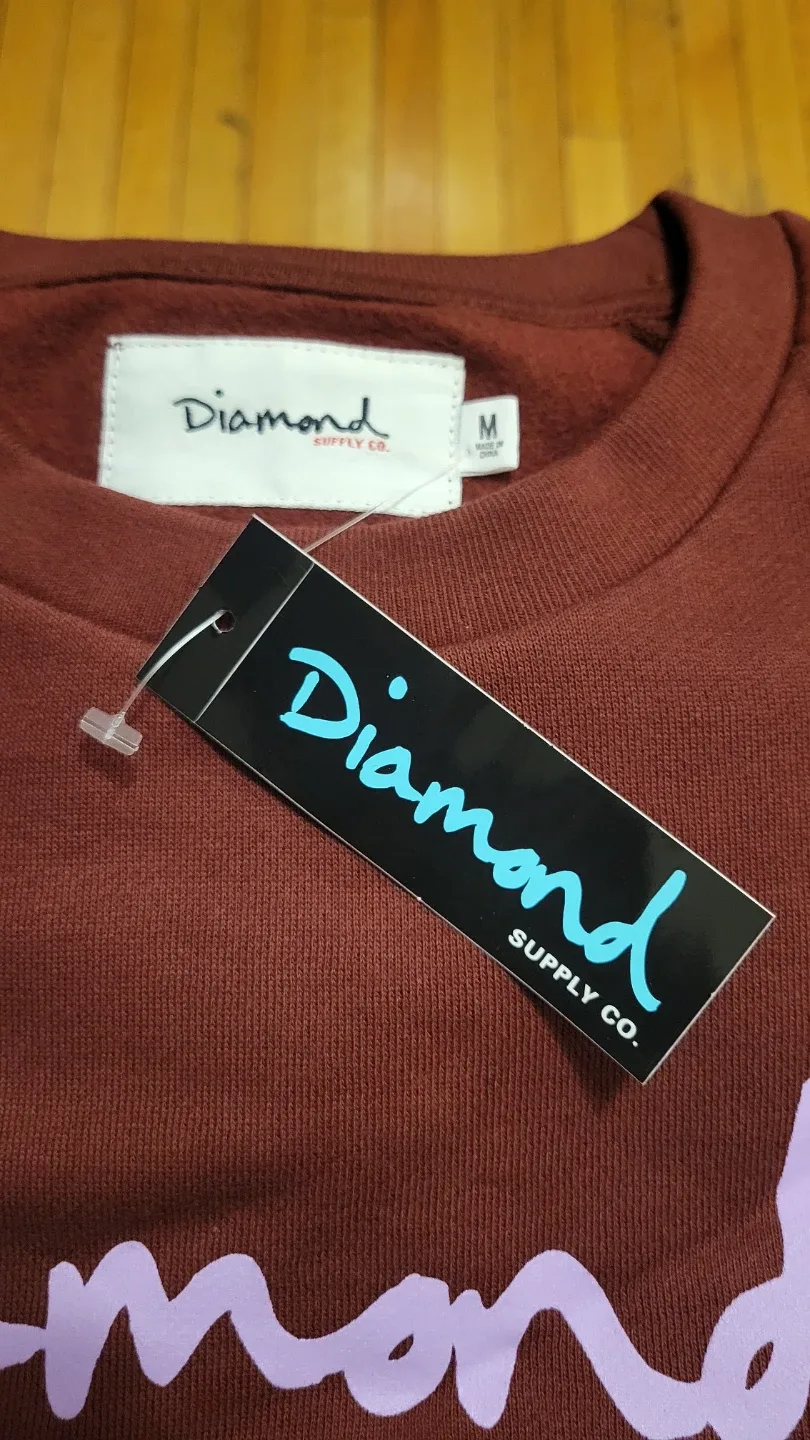 Diamond
SUPPLY CO.
M
MADE IN
CHINA
Diamond
SUPPLY CO.
mond